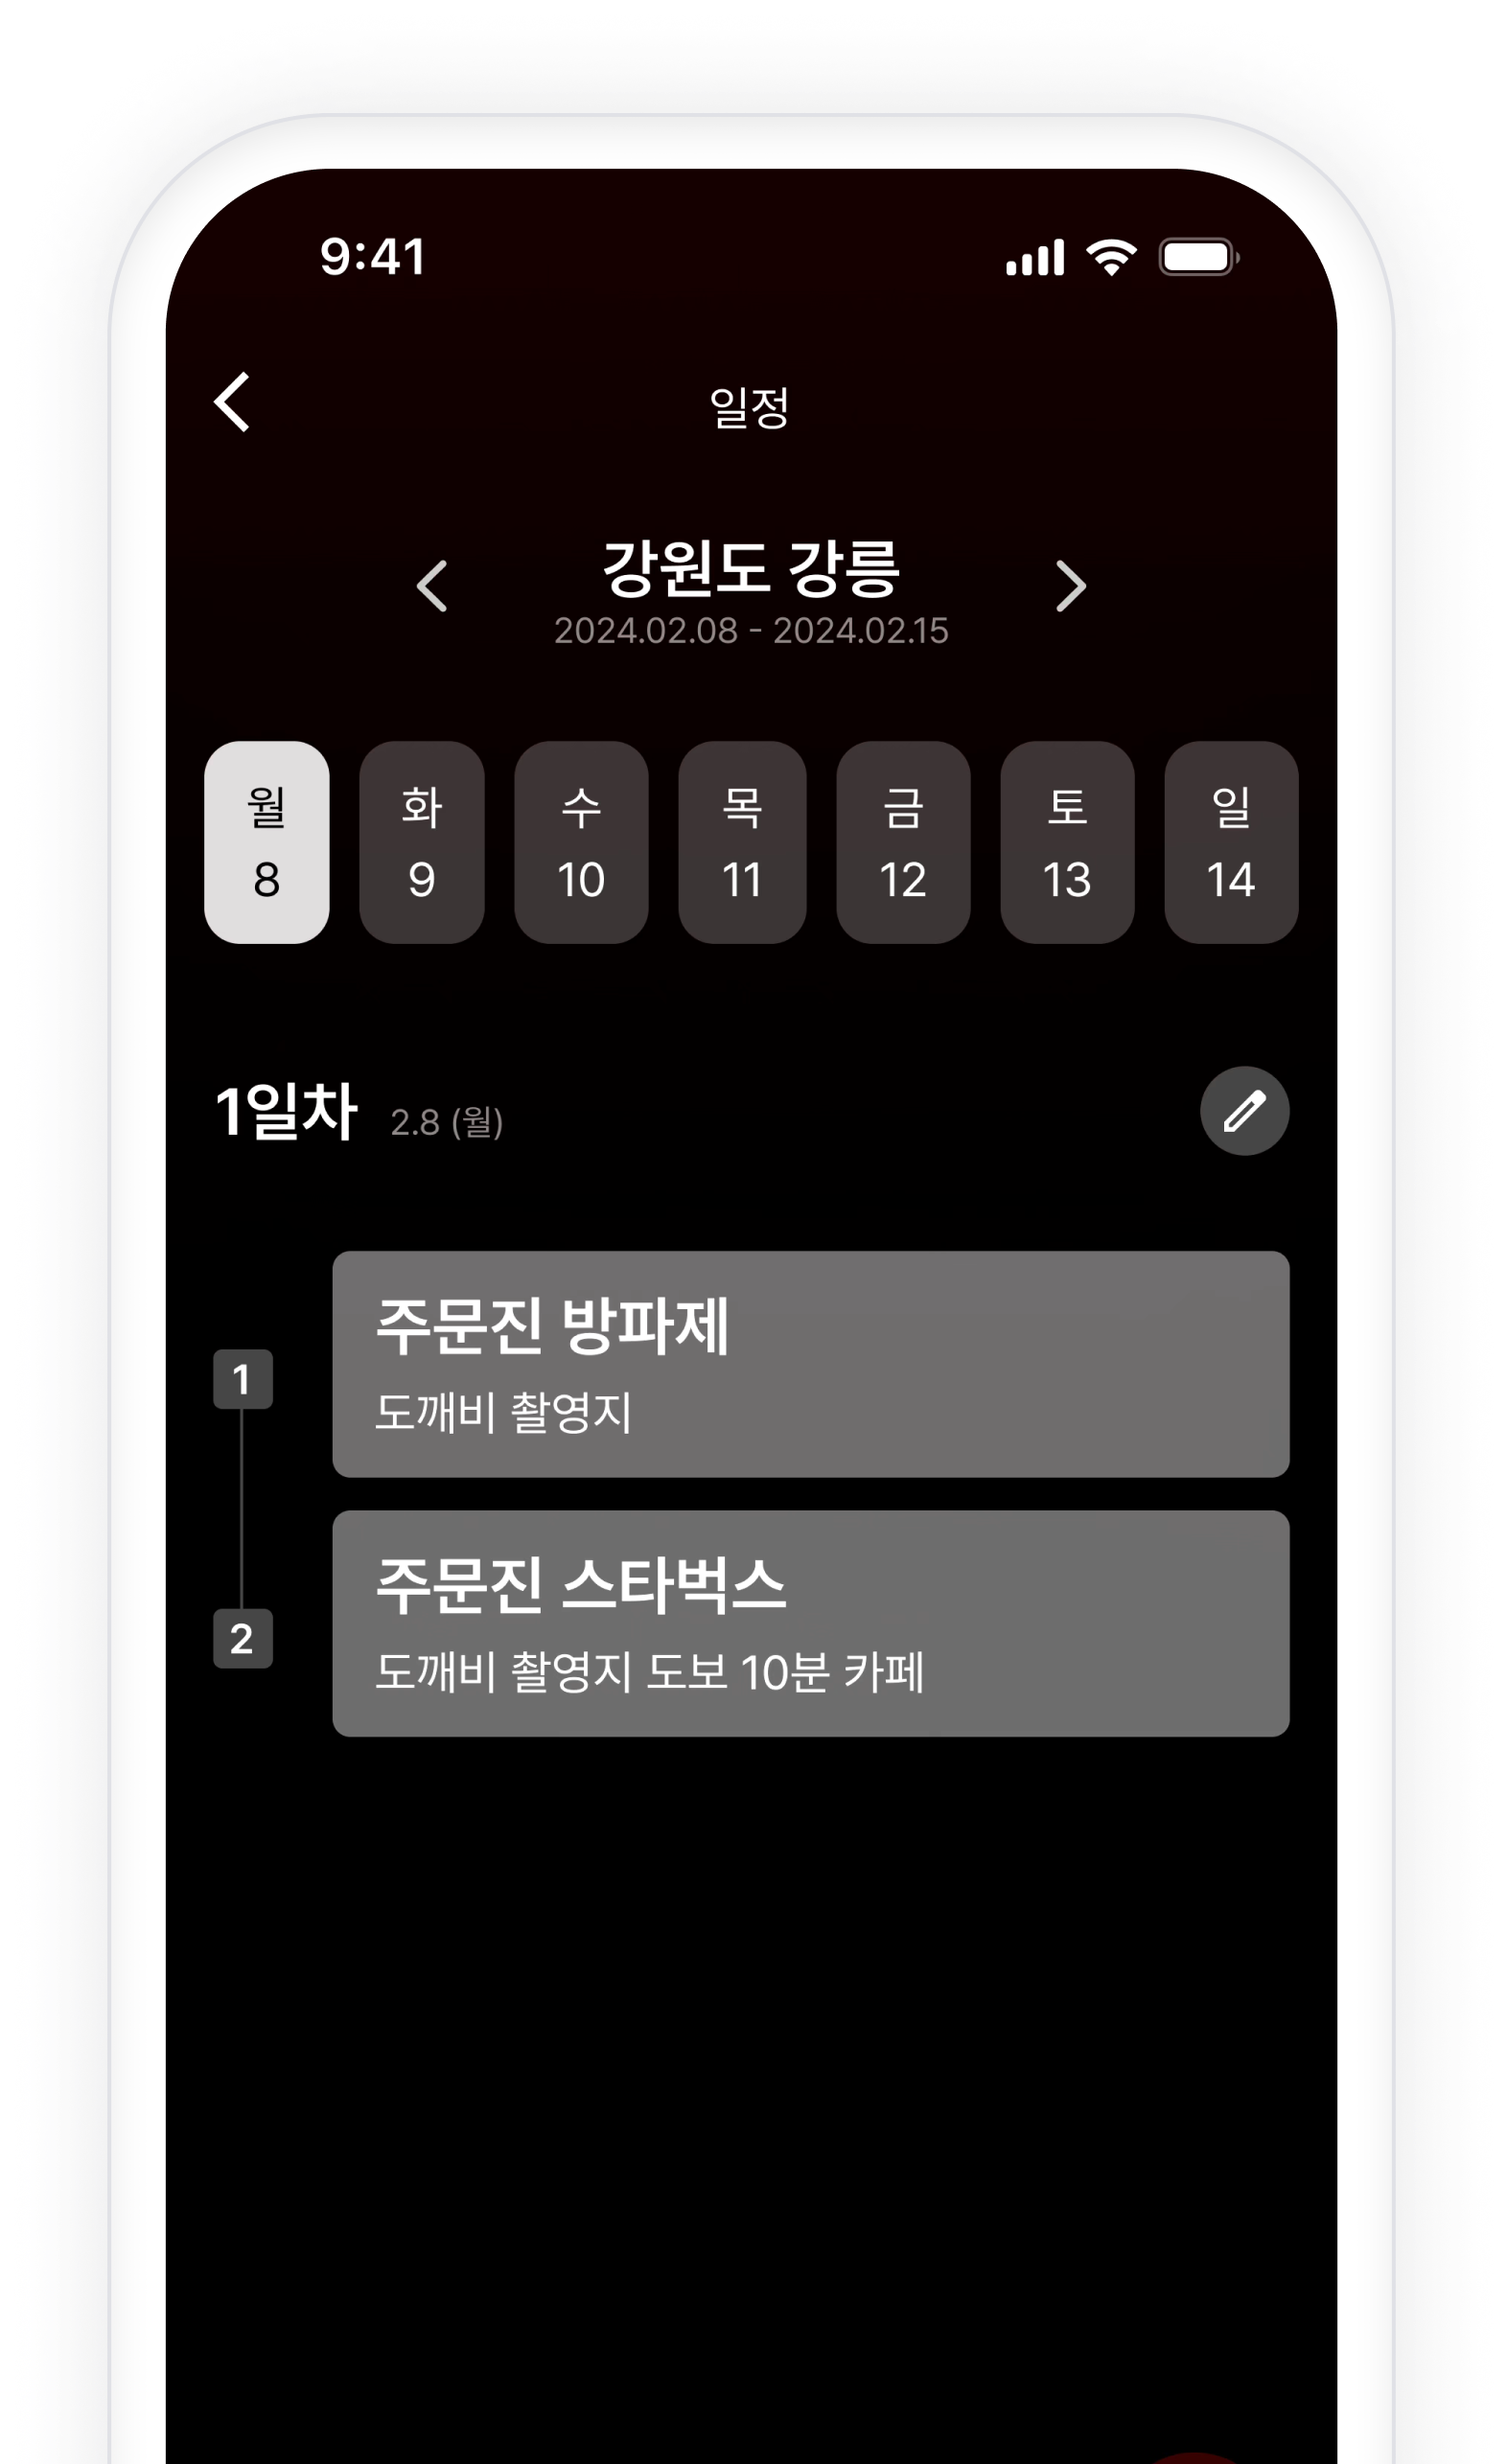 9:41
일정
강원도 강릉
2024.02.08 - 2024.02.15
월 화 수 목 금 토 일
8 9 10 11 12 13 14
1일차 2.8 (월)
1
주문진 방파제
도깨비 촬영지
2
주문진 스타벅스
도깨비 촬영지 도보 10분 카페